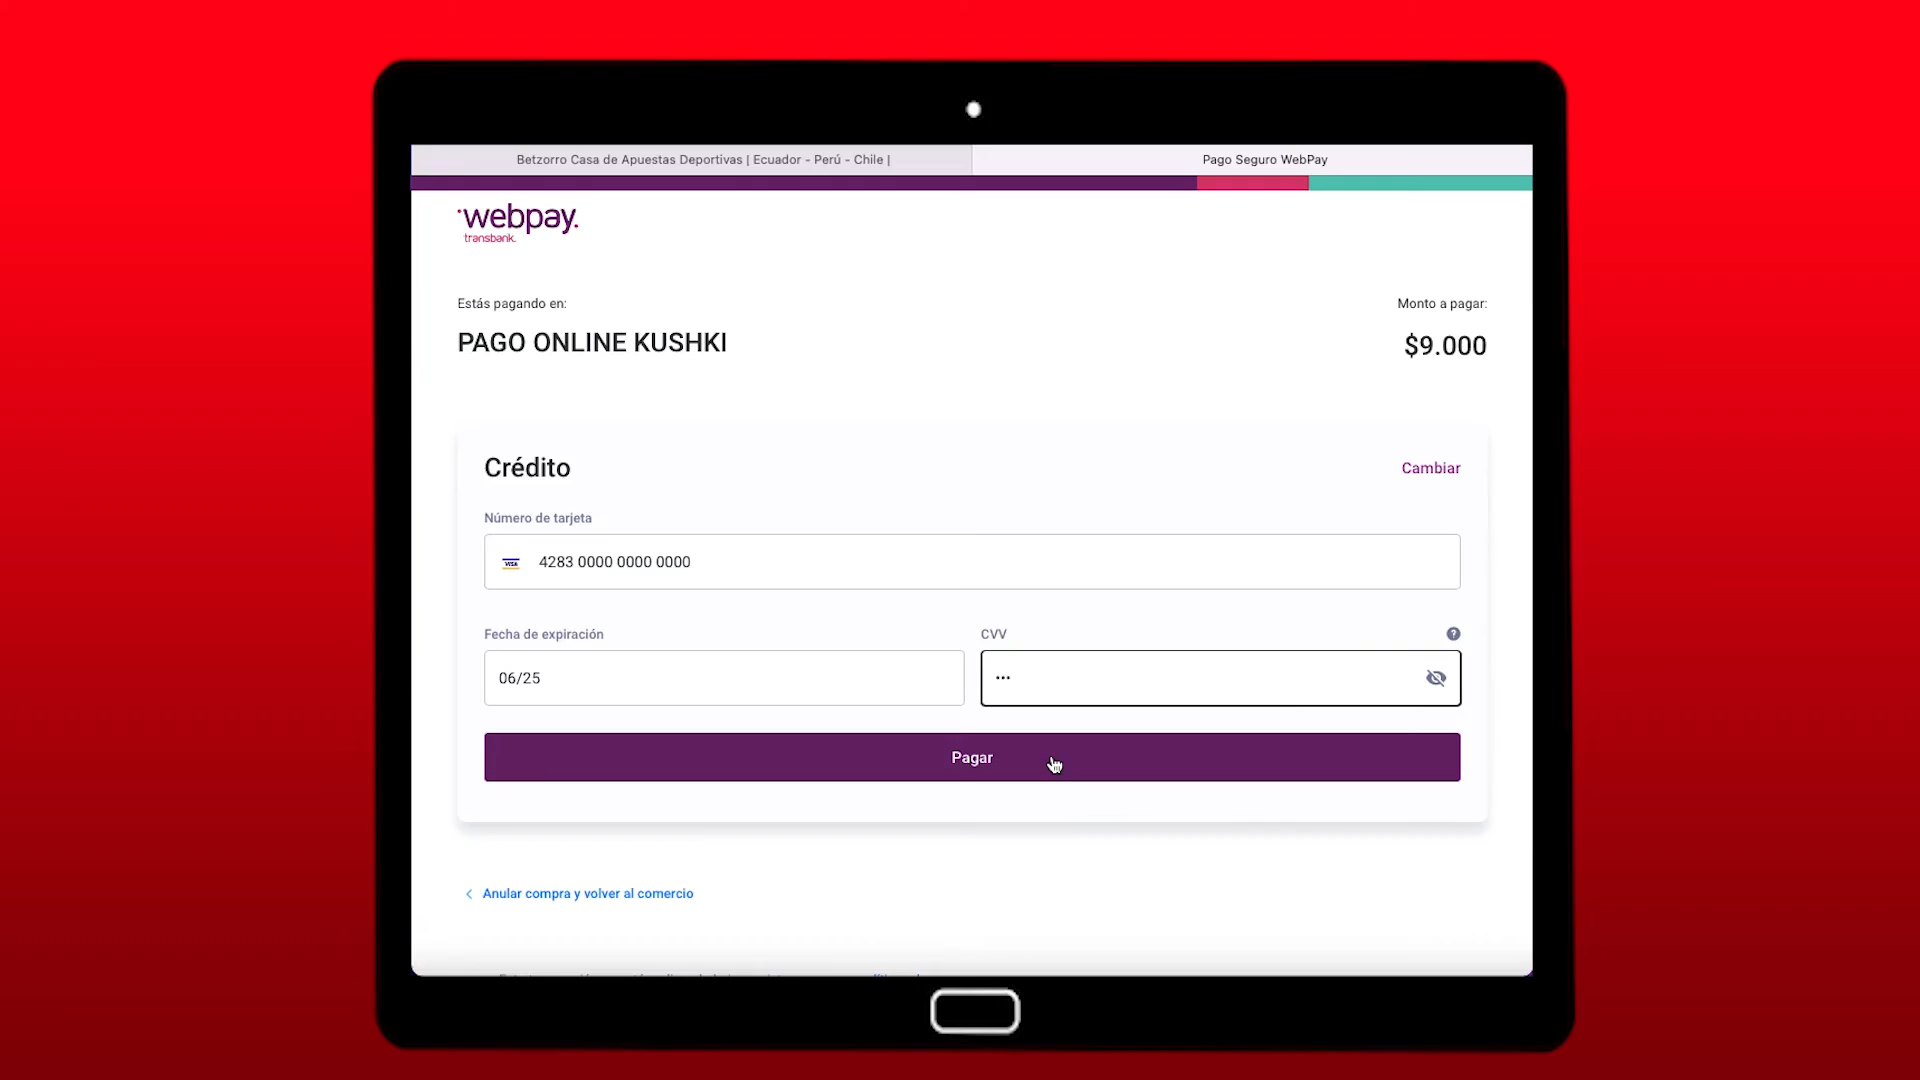 Betzorro Casa de Apuestas Deportivas | Ecuador - Perú - Chile |
Pago Seguro WebPay
webpay.
transbank.
Estás pagando en:
Monto a pagar:
PAGO ONLINE KUSHKI
$9.000
Crédito
Cambiar
Número de tarjeta
VISA
4283 0000 0000 0000
Fecha de expiración
CVV
?
06/25
•••
Pagar
< Anular compra y volver al comercio